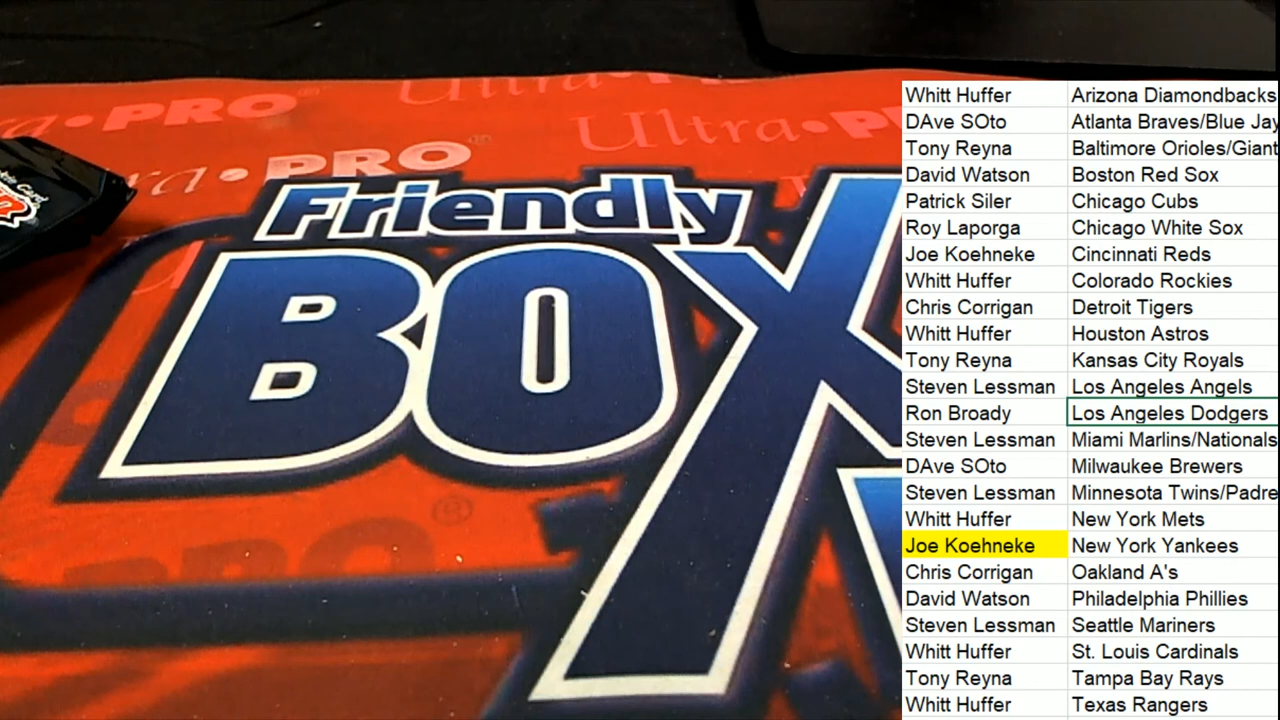 Ultra PRO®
Ultra PRO
ra PRO®
Friendly
BOX
PRO®
Whitt Huffer Arizona Diamondbacks
DAve SOto Atlanta Braves/Blue Jay
Tony Reyna Baltimore Orioles/Giant
David Watson Boston Red Sox
Patrick Siler Chicago Cubs
Roy Laporga Chicago White Sox
Joe Koehneke Cincinnati Reds
Whitt Huffer Colorado Rockies
Chris Corrigan Detroit Tigers
Whitt Huffer Houston Astros
Tony Reyna Kansas City Royals
Steven Lessman Los Angeles Angels
Ron Broady Los Angeles Dodgers
Steven Lessman Miami Marlins/Nationals
DAve SOto Milwaukee Brewers
Steven Lessman Minnesota Twins/Padre
Whitt Huffer New York Mets
Joe Koehneke New York Yankees
Chris Corrigan Oakland A's
David Watson Philadelphia Phillies
Steven Lessman Seattle Mariners
Whitt Huffer St. Louis Cardinals
Tony Reyna Tampa Bay Rays
Whitt Huffer Texas Rangers